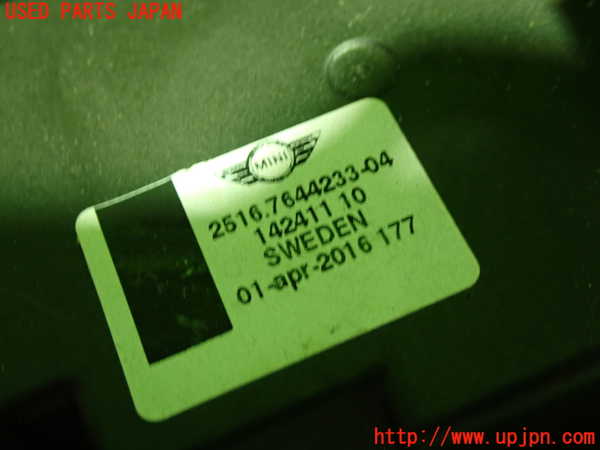 USED PARTS JAPAN
MINI
2516.7644233-04
142411 10
SWEDEN
01-apr-2016 177
http://www.upjpn.com/